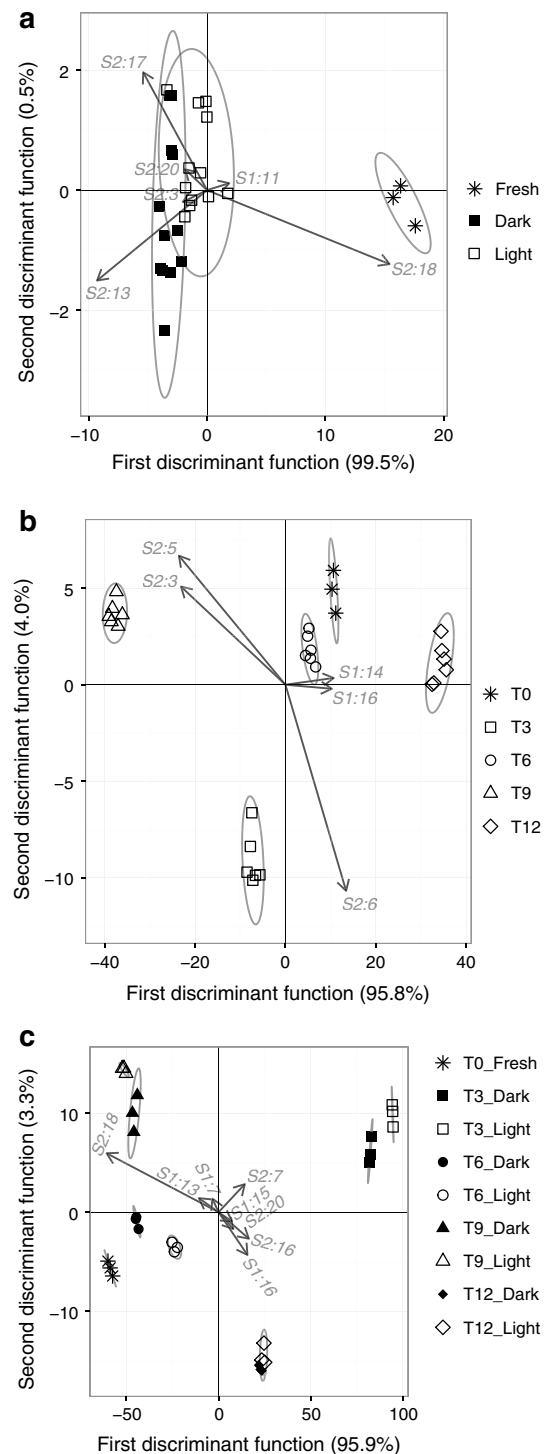 a
Second discriminant function (0.5%)
2
0
−2
S2:17
S2:20
S1:11
S2:3
S2:13
S2:18
−10
0
10
20
First discriminant function (99.5%)
Fresh
Dark
Light
b
Second discriminant function (4.0%)
5
0
−5
−10
S2:5
S2:3
S1:14
S1:16
S2:6
−40
−20
0
20
40
First discriminant function (95.8%)
T0
T3
T6
T9
T12
c
Second discriminant function (3.3%)
10
0
−10
S2:18
S1:13
S1:7
S2:7
S1:15
S2:20
S2:16
S1:16
−50
0
50
100
First discriminant function (95.9%)
T0_Fresh
T3_Dark
T3_Light
T6_Dark
T6_Light
T9_Dark
T9_Light
T12_Dark
T12_Light